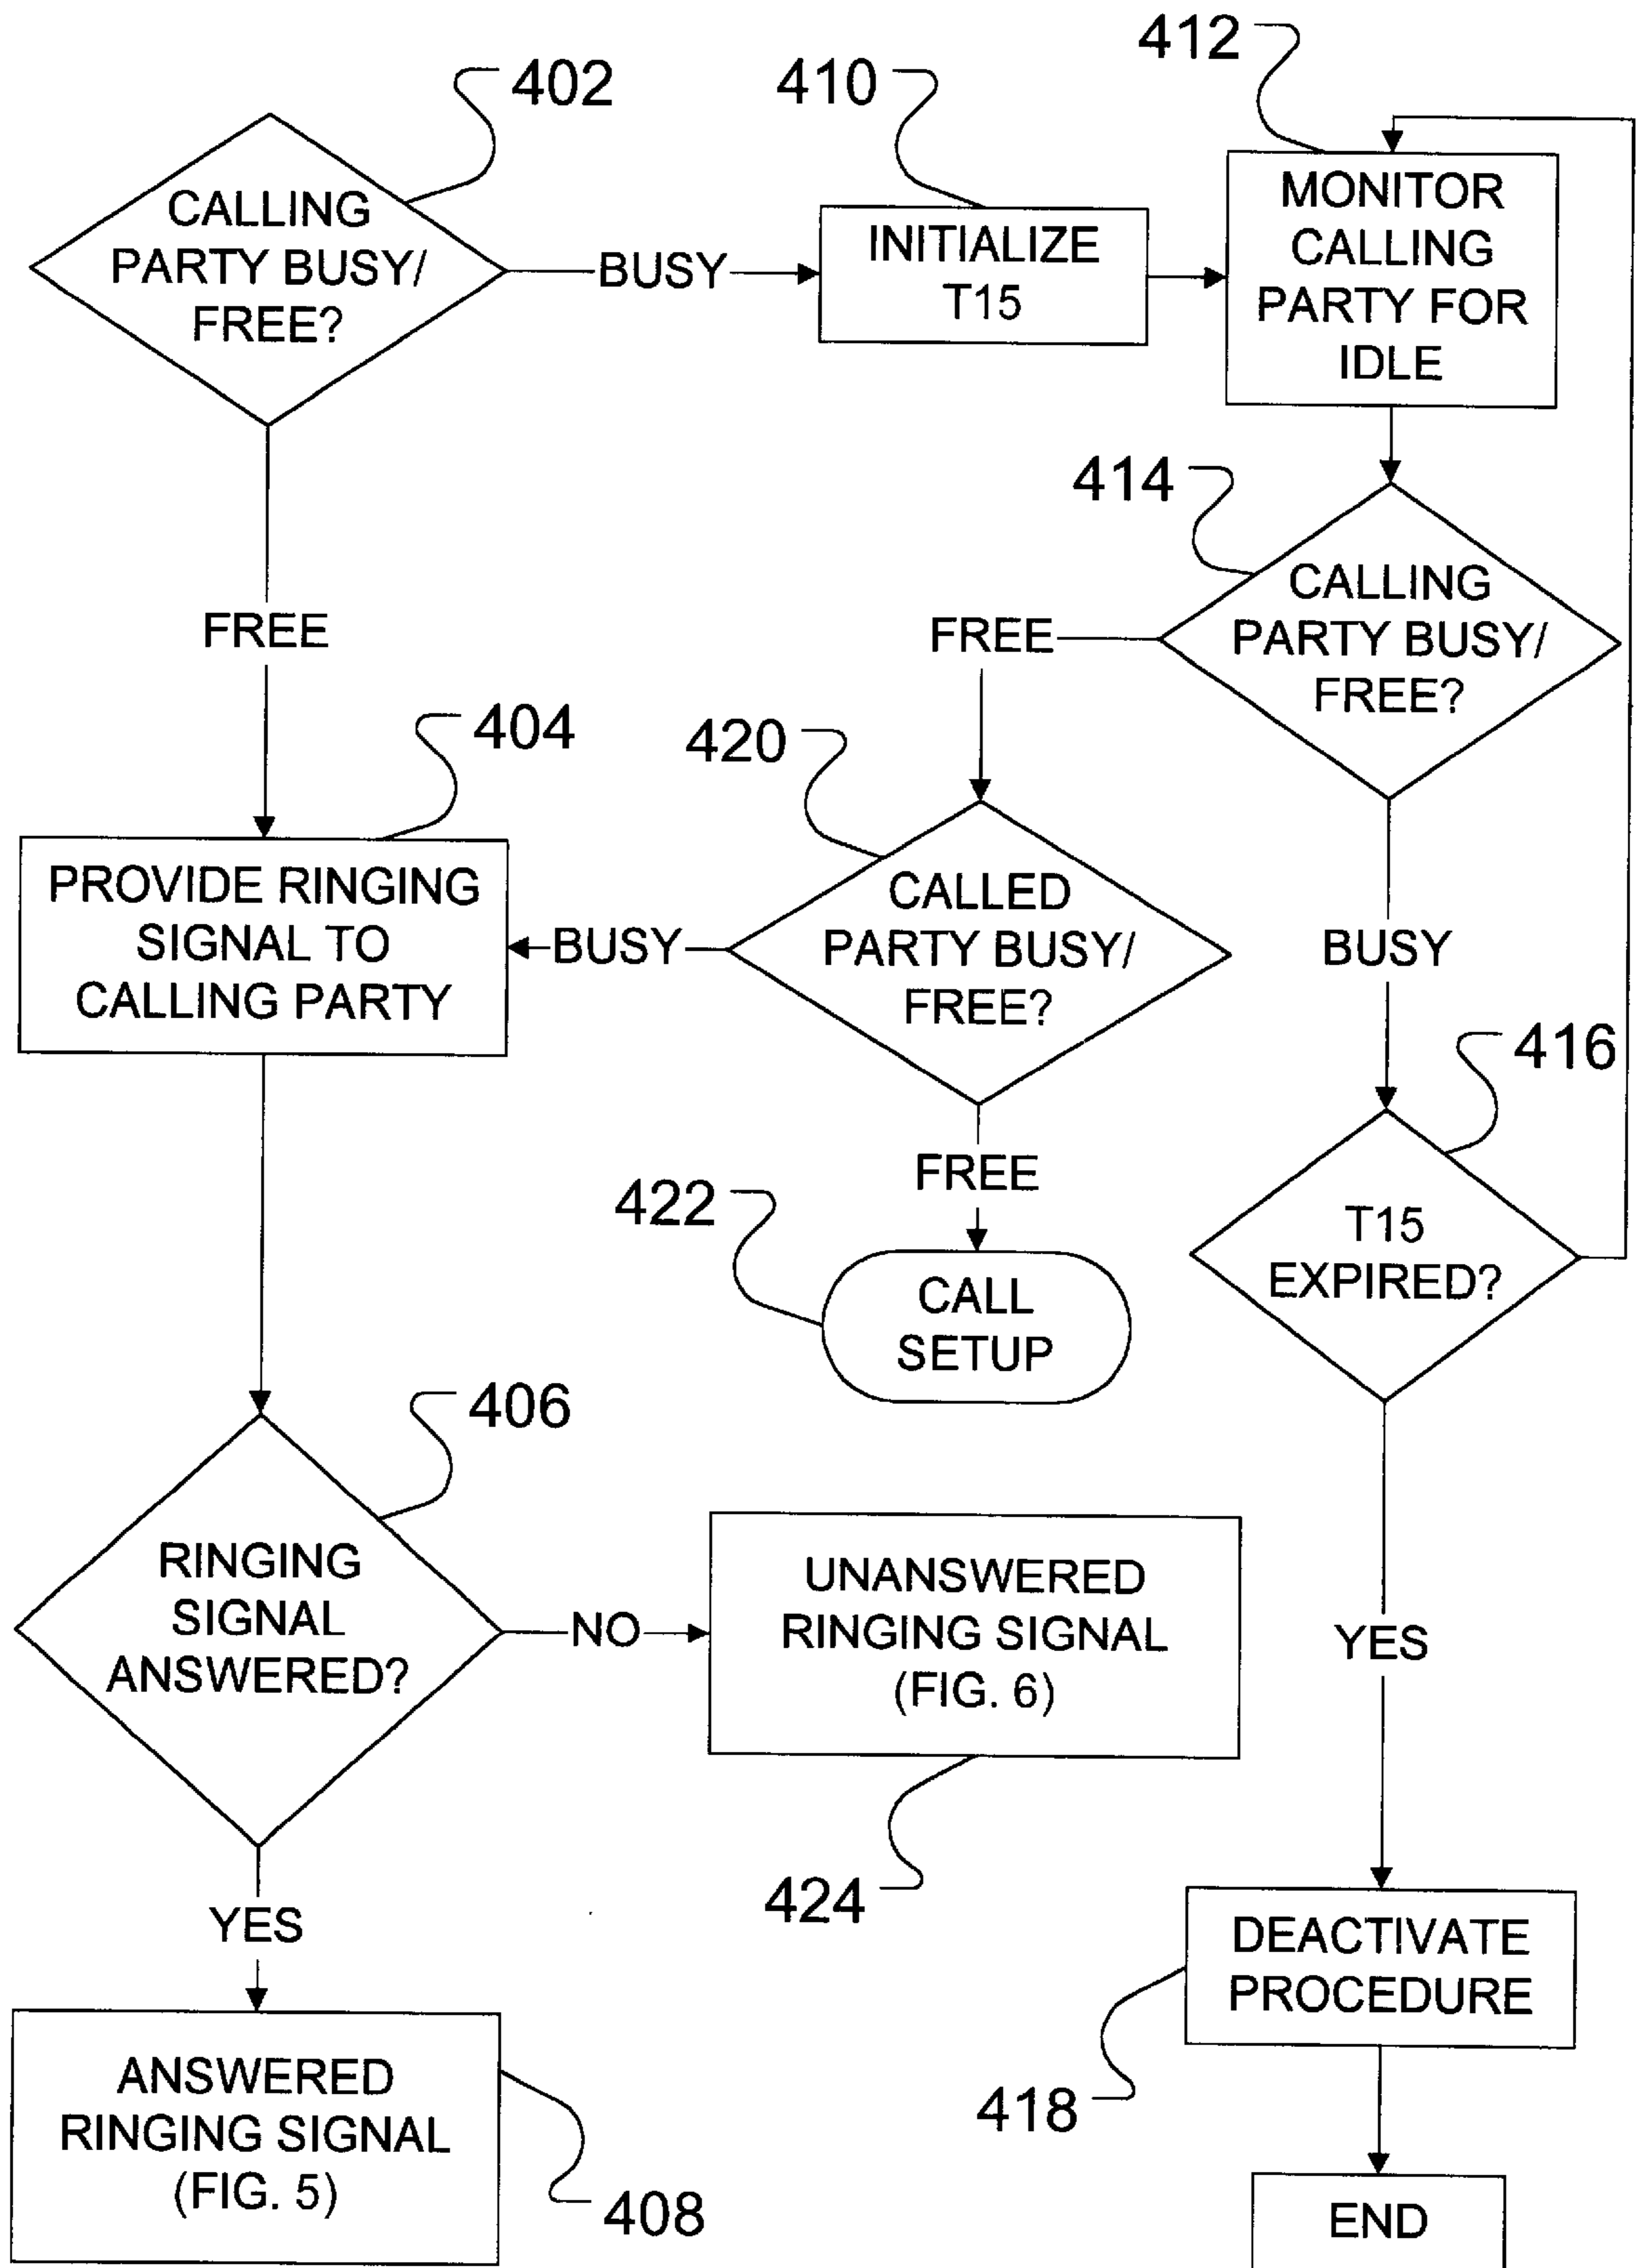 402
410
412
CALLING
PARTY BUSY/
FREE?
BUSY
INITIALIZE
T15
MONITOR
CALLING
PARTY FOR
IDLE
FREE
414
CALLING
PARTY BUSY/
FREE?
FREE
404
420
PROVIDE RINGING
SIGNAL TO
CALLING PARTY
BUSY
CALLED
PARTY BUSY/
FREE?
BUSY
416
FREE
422
CALL
SETUP
T15
EXPIRED?
406
RINGING
SIGNAL
ANSWERED?
NO
UNANSWERED
RINGING SIGNAL
(FIG. 6)
YES
424
YES
DEACTIVATE
PROCEDURE
418
ANSWERED
RINGING SIGNAL
(FIG. 5)
408
END